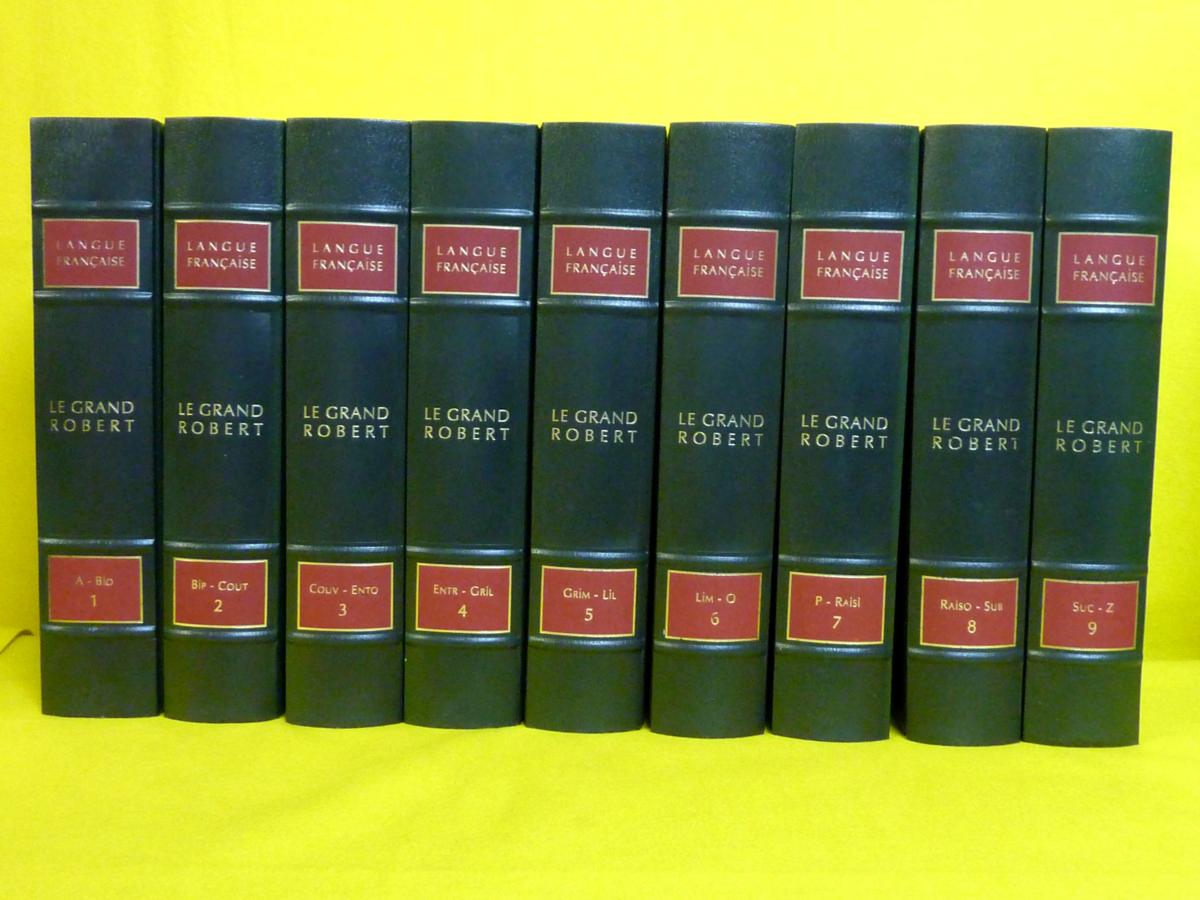 LANGUE
FRANÇAISE
LE GRAND
ROBERT
A - Bio
1
LANGUE
FRANÇAISE
LE GRAND
ROBERT
Bip - Cout
2
LANGUE
FRANÇAISE
LE GRAND
ROBERT
Couv - Ento
3
LANGUE
FRANÇAISE
LE GRAND
ROBERT
Entr - Gril
4
LANGUE
FRANÇAISE
LE GRAND
ROBERT
Grim - Lil
5
LANGUE
FRANÇAISE
LE GRAND
ROBERT
Lim - O
6
LANGUE
FRANÇAISE
LE GRAND
ROBERT
P - Raisi
7
LANGUE
FRANÇAISE
LE GRAND
ROBERT
Raiso - Sub
8
LANGUE
FRANÇAISE
LE GRAND
ROBERT
Suc - Z
9